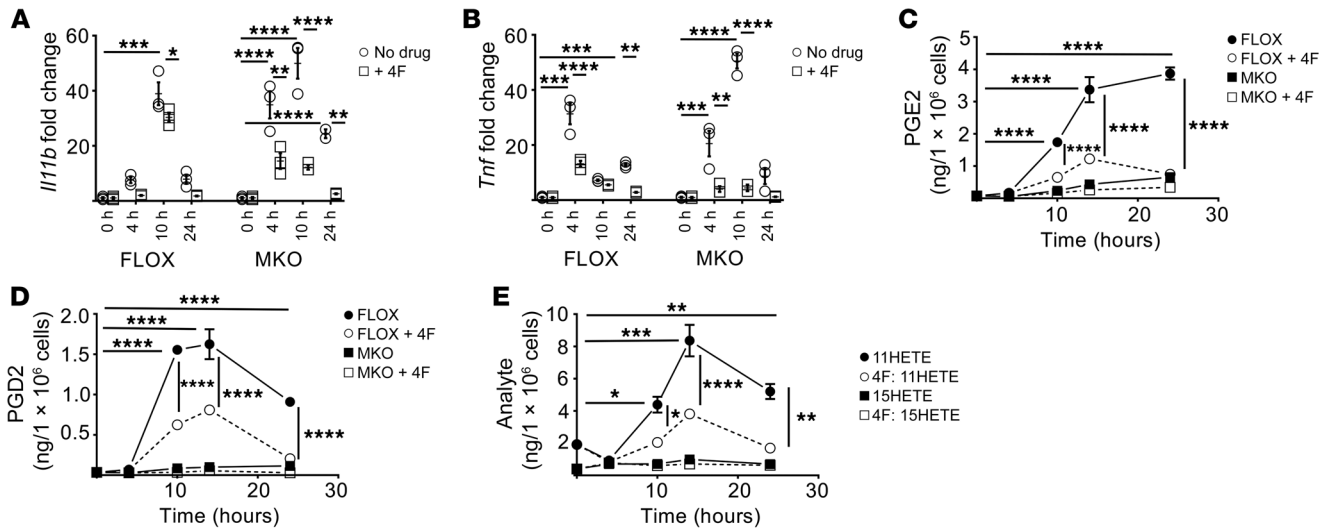 A
Il11b fold change
60
40
20
***
*
****
****
**
****
****
**
No drug
+ 4F
0 h
4 h
10 h
24 h
0 h
4 h
10 h
24 h
FLOX
MKO
B
Tnf fold change
60
40
20
***
****
***
**
***
**
****
****
No drug
+ 4F
0 h
4 h
10 h
24 h
0 h
4 h
10 h
24 h
FLOX
MKO
C
PGE2
(ng/1 × 10⁶ cells)
5
4
3
2
1
****
****
****
****
****
****
10
20
30
Time (hours)
FLOX
FLOX + 4F
MKO
MKO + 4F
D
PGD2
(ng/1 × 10⁶ cells)
2.0
1.5
1.0
0.5
****
****
****
****
****
****
10
20
30
Time (hours)
FLOX
FLOX + 4F
MKO
MKO + 4F
E
Analyte
(ng/1 × 10⁶ cells)
10
8
6
4
2
**
***
*
*
****
**
10
20
30
Time (hours)
11HETE
4F: 11HETE
15HETE
4F: 15HETE